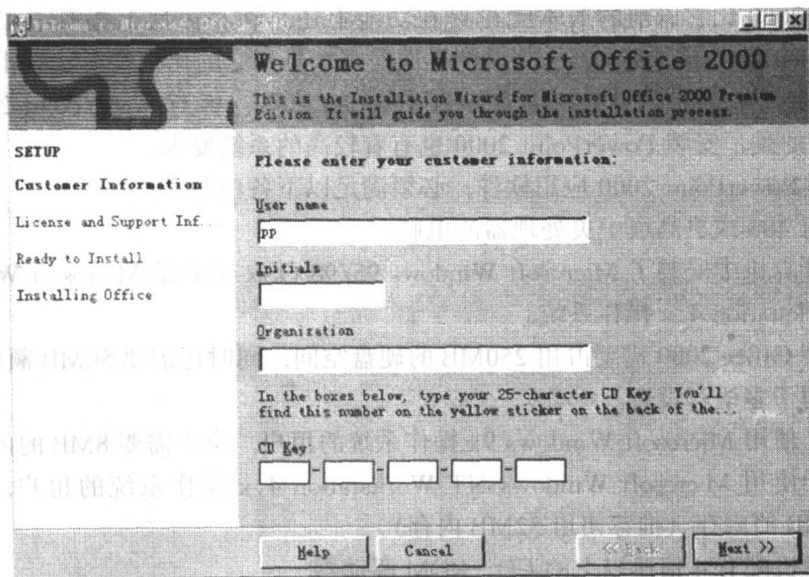 Welcome to Microsoft Office 2000
This is the Installation Wizard for Microsoft Office 2000 Premium
Edition. It will guide you through the installation process.
SETUP
Customer Information
License and Support Inf...
Ready to Install
Installing Office
Please enter your customer information:
User name
pp
Initials
Organization
In the boxes below, type your 25-character CD Key. You'll
find this number on the yellow sticker on the back of the...
CD Key
- - - -
Help
Cancel
<< Back
Next >>